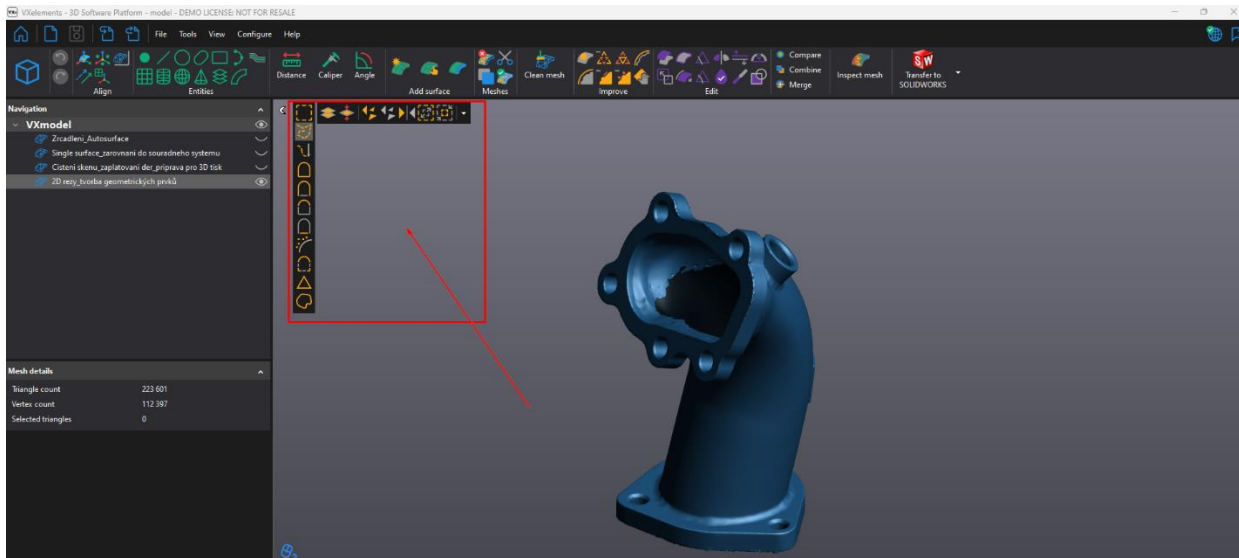 VXelements - 3D Software Platform - model - DEMO LICENSE: NOT FOR RESALE
File Tools View Configure Help
Distance Caliper Angle
Clean mesh
Compare
Combine
Merge
Inspect mesh
Transfer to
SOLIDWORKS
Align Entities Add surface Meshes Improve Edit
Navigation
VXmodel
Zrcadleni_Autosurface
Single surface_zarovnani do souradneho systemu
Cisteni skenu_zaplatovani der_priprava pro 3D tisk
2D rezy_tvorba geometrických prvků
Mesh details
Triangle count 223 601
Vertex count 112 397
Selected triangles 0